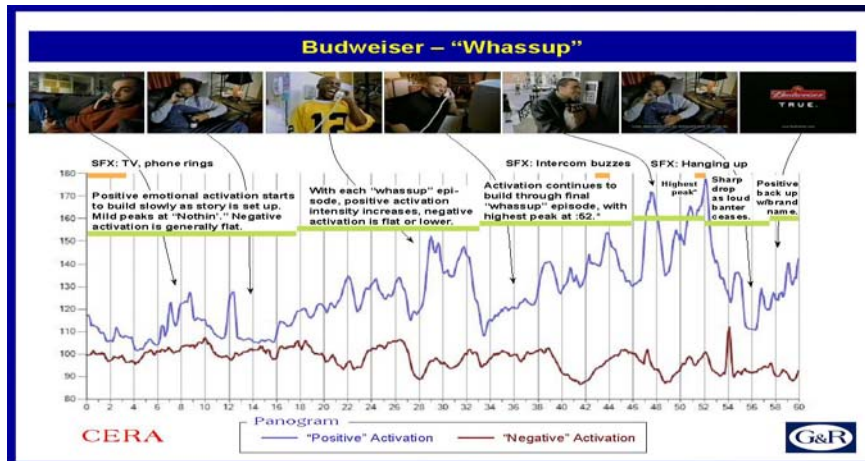 Budweiser – “Whassup”
Budweiser
TRUE.
SFX: TV, phone rings
SFX: Intercom buzzes
SFX: Hanging up
Positive emotional activation starts
to build slowly as story is set up.
Mild peaks at “Nothin’.” Negative
activation is generally flat.
With each “whassup” epi-
sode, positive activation
intensity increases, negative
activation is flat or lower.
Activation continues to
build through final
“whassup” episode, with
highest peak at :52.*
Highest
peak*
Sharp
drop
as loud
banter
ceases.
Positive
back up
w/brand
name.
180
170
160
150
140
130
120
110
100
90
80
0 2 4 6 8 10 12 14 16 18 20 22 24 26 28 30 32 34 36 38 40 42 44 46 48 50 52 54 56 58 60
CERA
Panogram
“Positive” Activation
“Negative” Activation
G&R